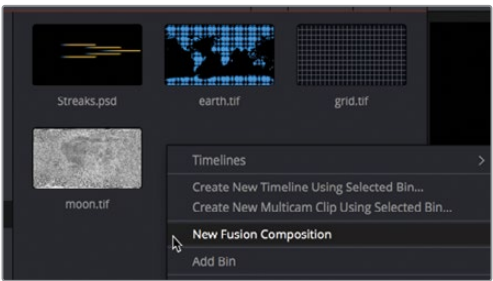 Streaks.psd
earth.tif
grid.tif
moon.tif
Timelines
Create New Timeline Using Selected Bin...
Create New Multicam Clip Using Selected Bin...
New Fusion Composition
Add Bin